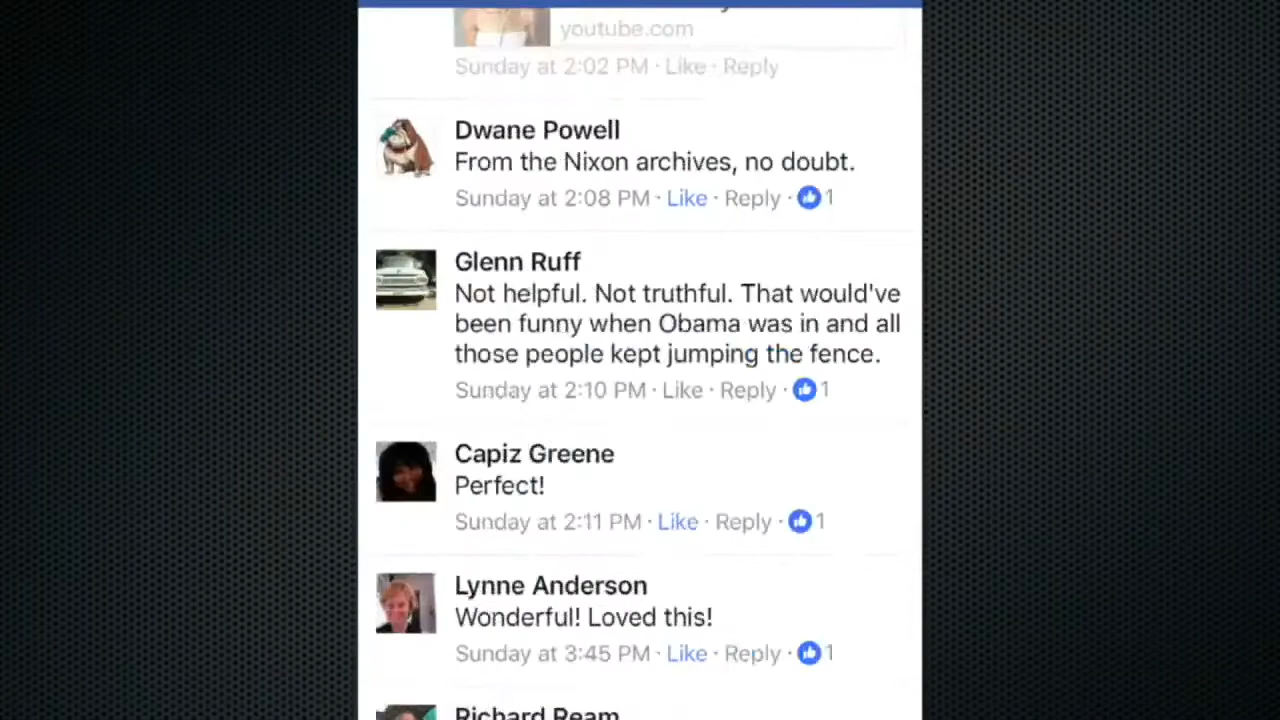 youtube.com
Sunday at 2:02 PM · Like · Reply
Dwane Powell
From the Nixon archives, no doubt.
Sunday at 2:08 PM · Like · Reply · 1
Glenn Ruff
Not helpful. Not truthful. That would've
been funny when Obama was in and all
those people kept jumping the fence.
Sunday at 2:10 PM · Like · Reply · 1
Capiz Greene
Perfect!
Sunday at 2:11 PM · Like · Reply · 1
Lynne Anderson
Wonderful! Loved this!
Sunday at 3:45 PM · Like · Reply · 1
Richard Ream